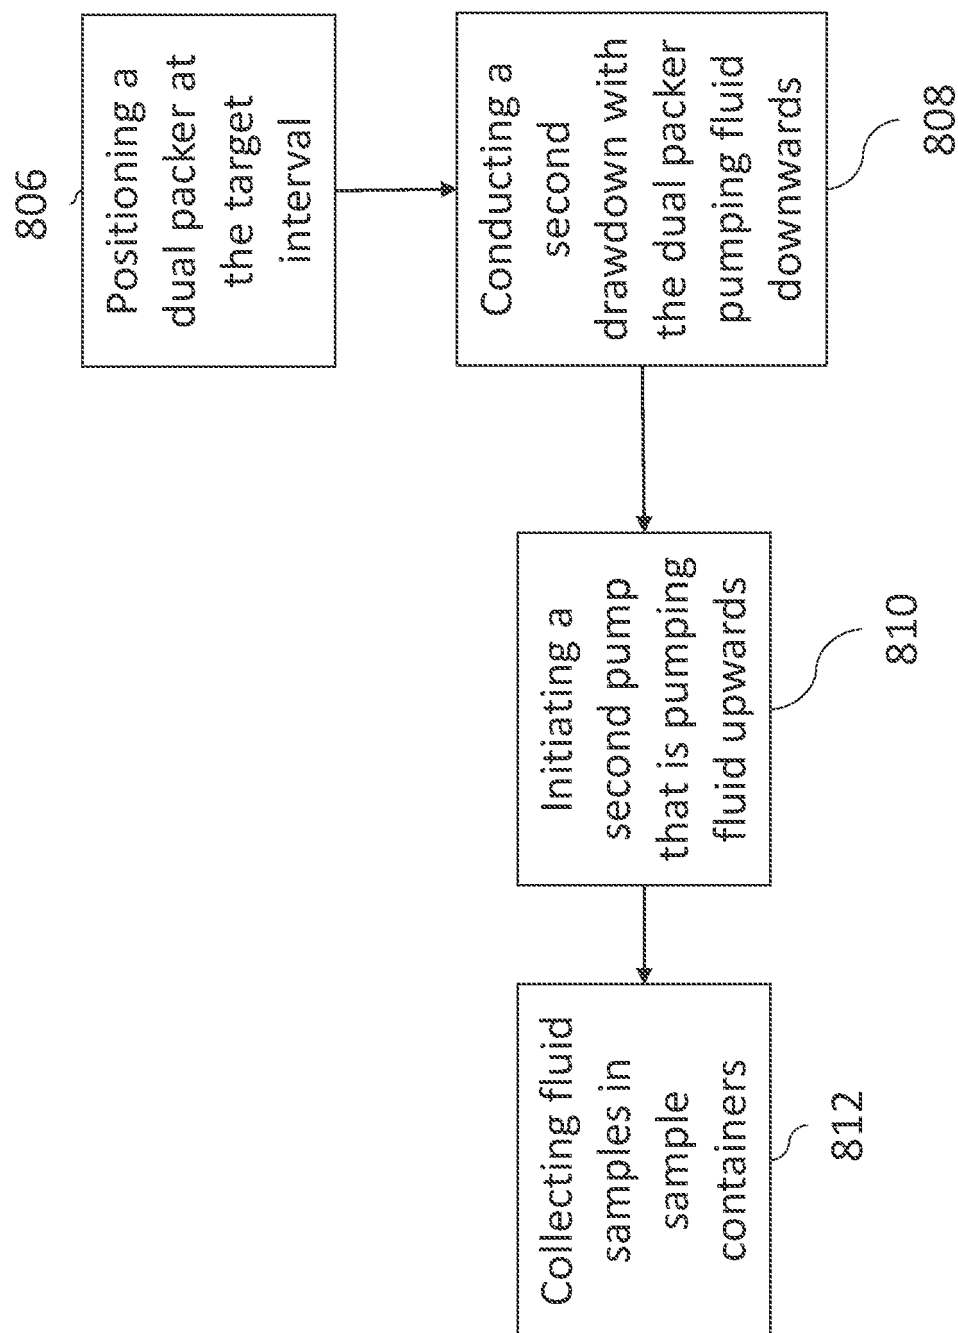 806
Positioning a
dual packer at
the target
interval
Conducting a
second
drawdown with
the dual packer
pumping fluid
downwards
808
Initiating a
second pump
that is pumping
fluid upwards
810
Collecting fluid
samples in
sample
containers
812